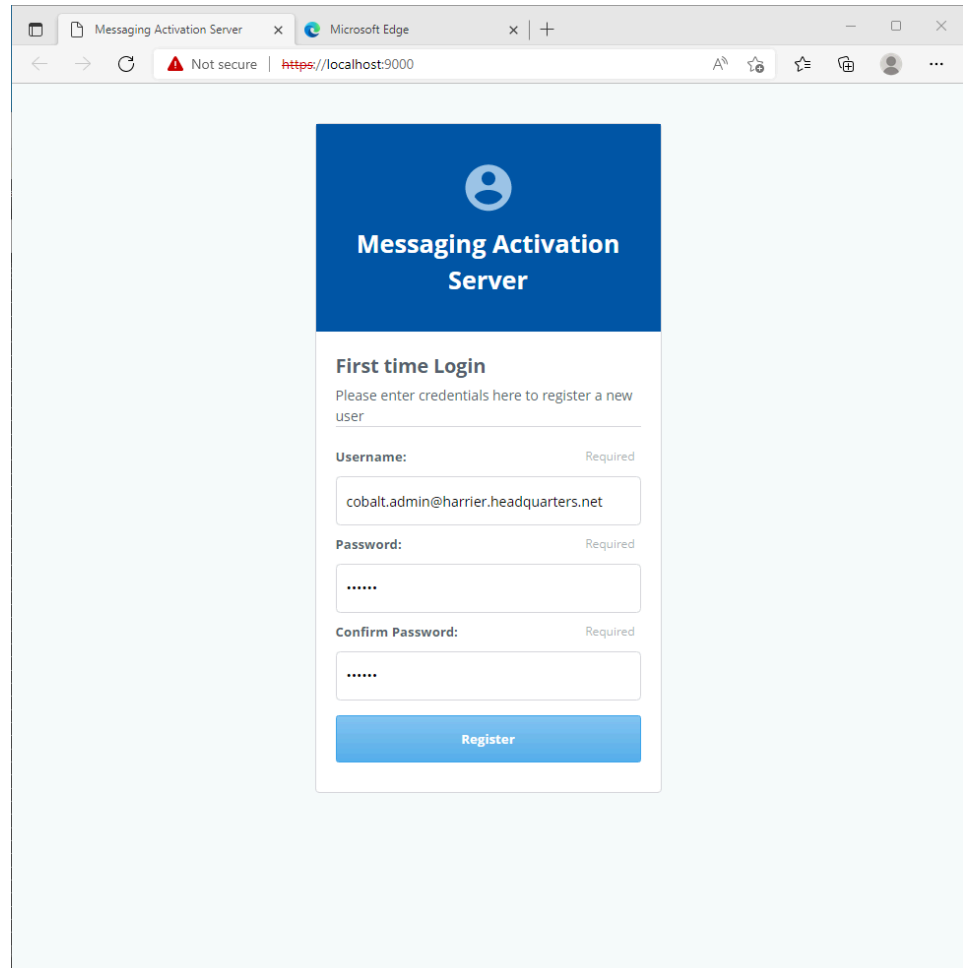 Messaging Activation Server
Microsoft Edge
Not secure
https://localhost:9000
Messaging Activation
Server
First time Login
Please enter credentials here to register a new
user
Username:
Required
cobalt.admin@harrier.headquarters.net
Password:
Required
••••••
Confirm Password:
Required
••••••
Register